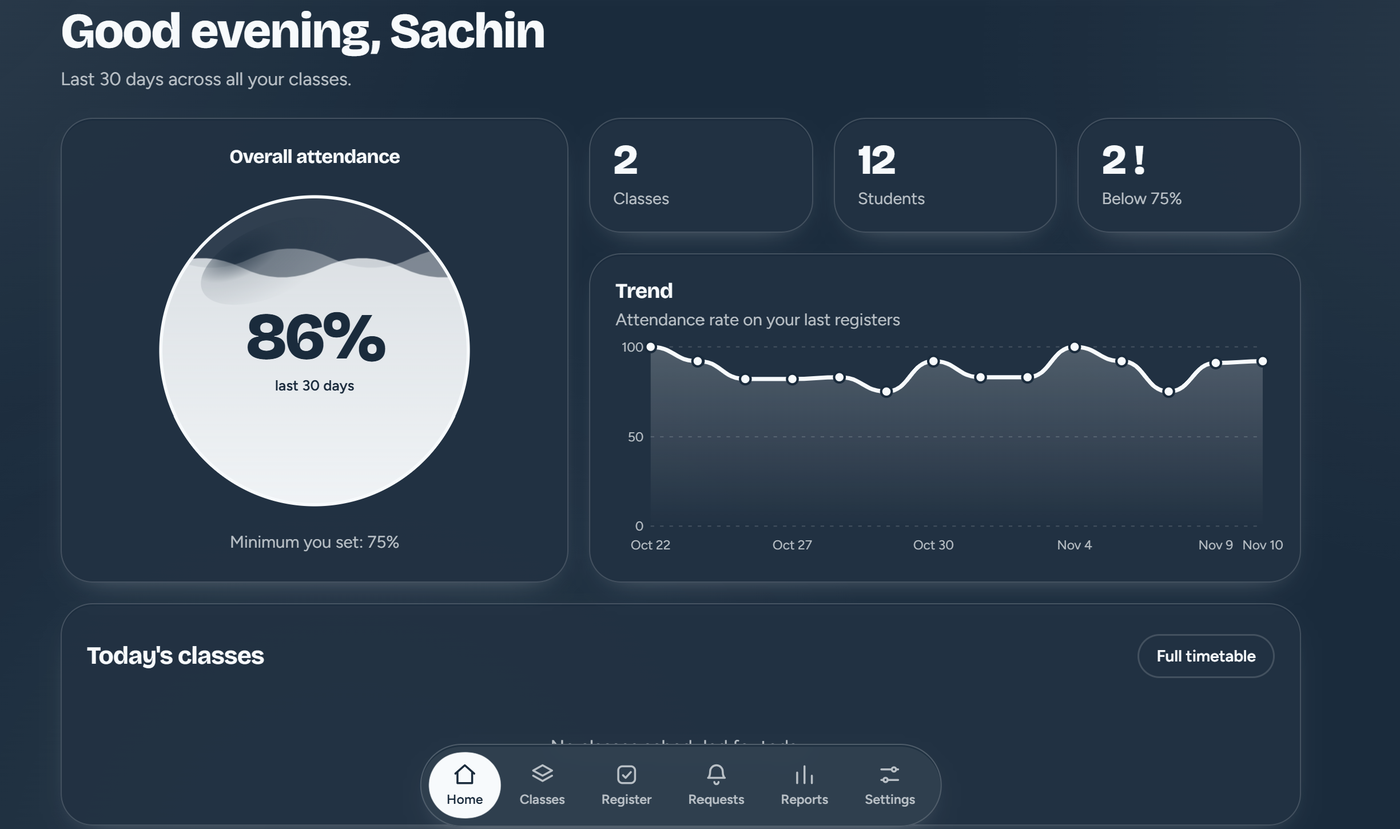 Good evening, Sachin
Last 30 days across all your classes.
Overall attendance
86%
last 30 days
Minimum you set: 75%
2
Classes
12
Students
2 !
Below 75%
Trend
Attendance rate on your last registers
100
50
0
Oct 22
Oct 27
Oct 30
Nov 4
Nov 9
Nov 10
Today's classes
Full timetable
Home
Classes
Register
Requests
Reports
Settings